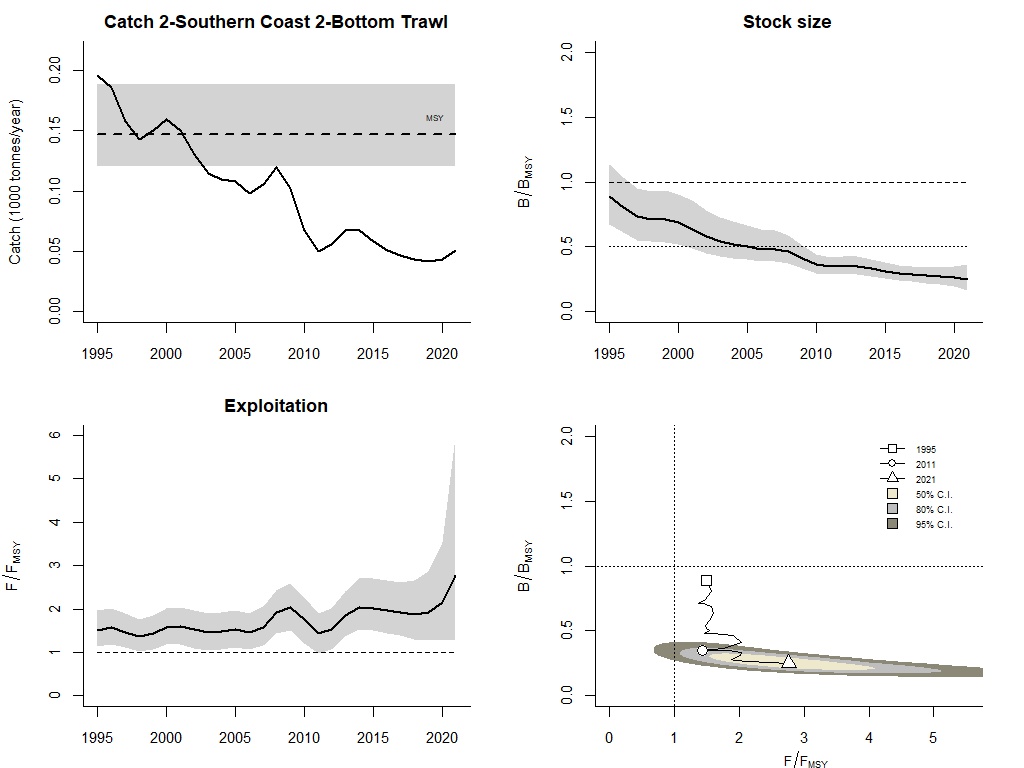 Catch 2-Southern Coast 2-Bottom Trawl
Catch (1000 tonnes/year)
0.20
0.15
0.10
0.05
0.00
MSY
1995 2000 2005 2010 2015 2020
Stock size
B/BMSY
2.0
1.5
1.0
0.5
0.0
1995 2000 2005 2010 2015 2020
Exploitation
F/FMSY
6
5
4
3
2
1
0
1995 2000 2005 2010 2015 2020
B/BMSY
2.0
1.5
1.0
0.5
0.0
1995
2011
2021
50% C.I.
80% C.I.
95% C.I.
0 1 2 3 4 5
F/FMSY